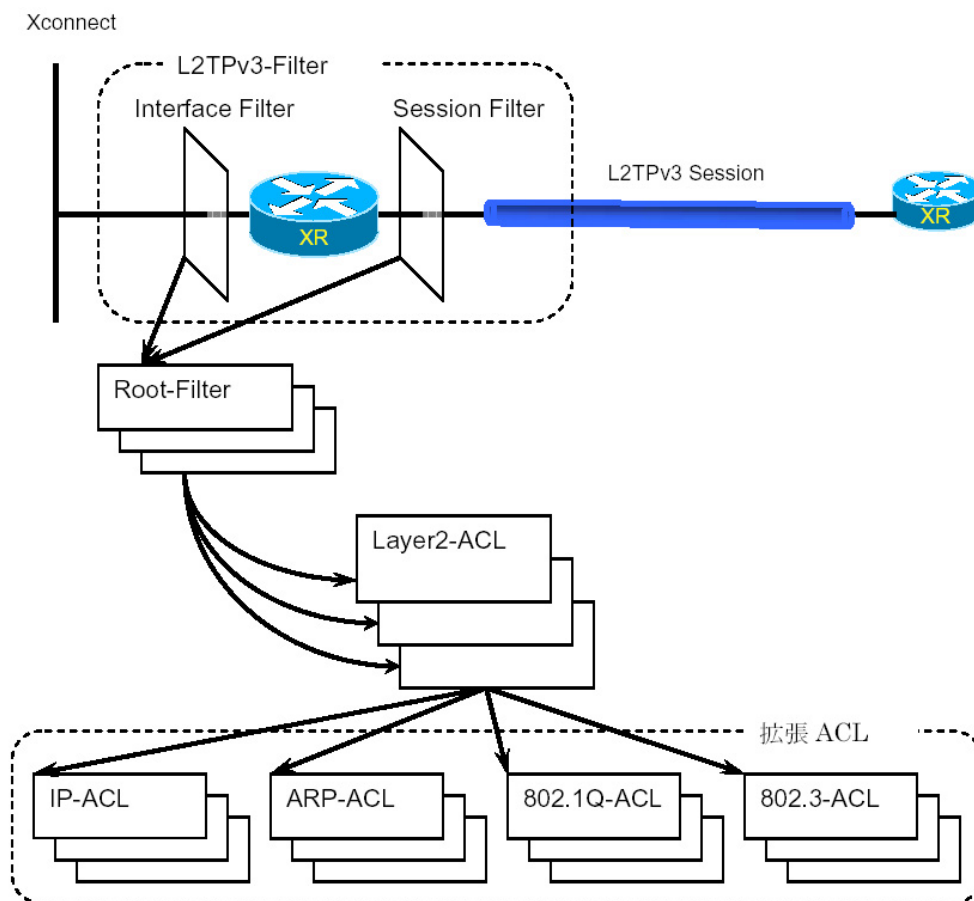 Xconnect
L2TPv3-Filter
Interface Filter
Session Filter
L2TPv3 Session
XR
XR
Root-Filter
Layer2-ACL
拡張 ACL
IP-ACL
ARP-ACL
802.1Q-ACL
802.3-ACL